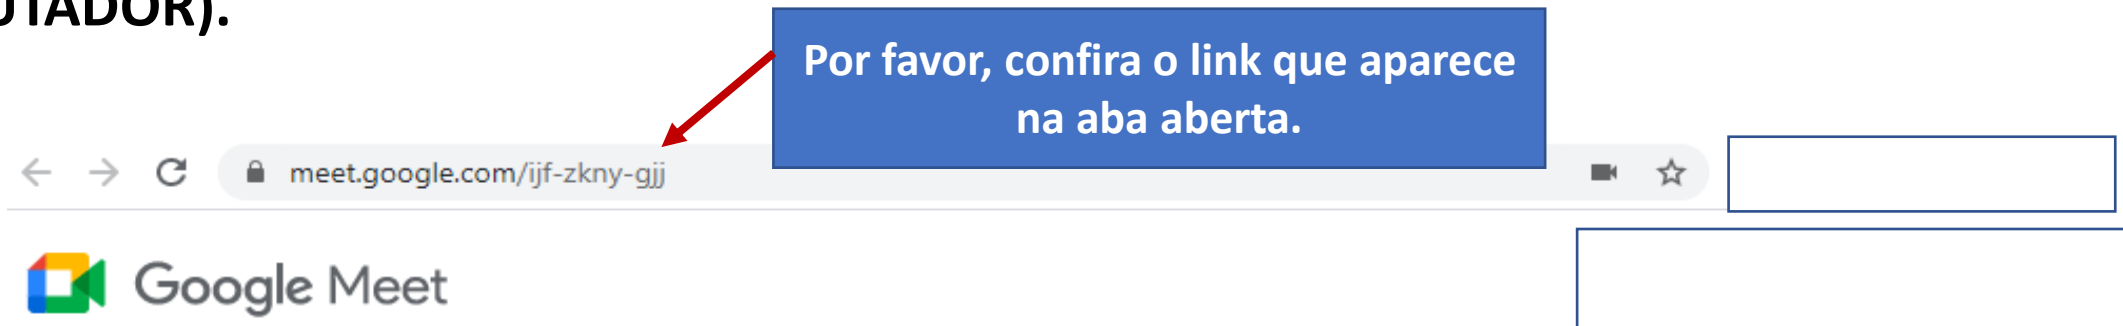 UTADOR).
Por favor, confira o link que aparece
na aba aberta.
meet.google.com/ijf-zkny-gjj
Google Meet